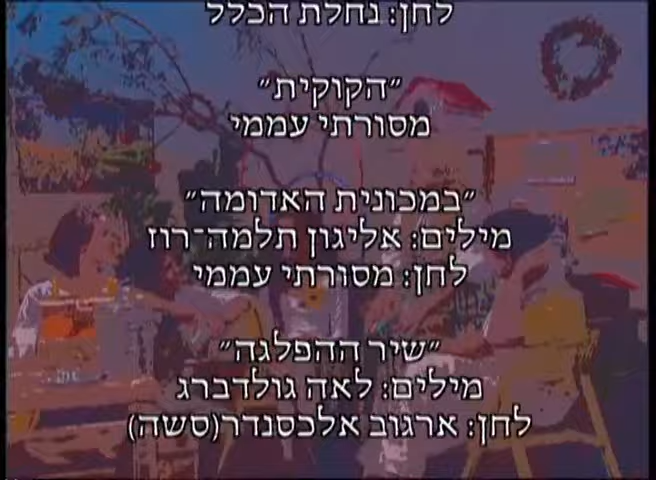 לחן: נחלת הכלל
"הקוקית"
מסורתי עממי
"במכונית האדומה"
מילים: אליגון תלמה־רוז
לחן: מסורתי עממי
"שיר ההפלגה"
מילים: לאה גולדברג
לחן: ארגוב אלכסנדר(סשה)